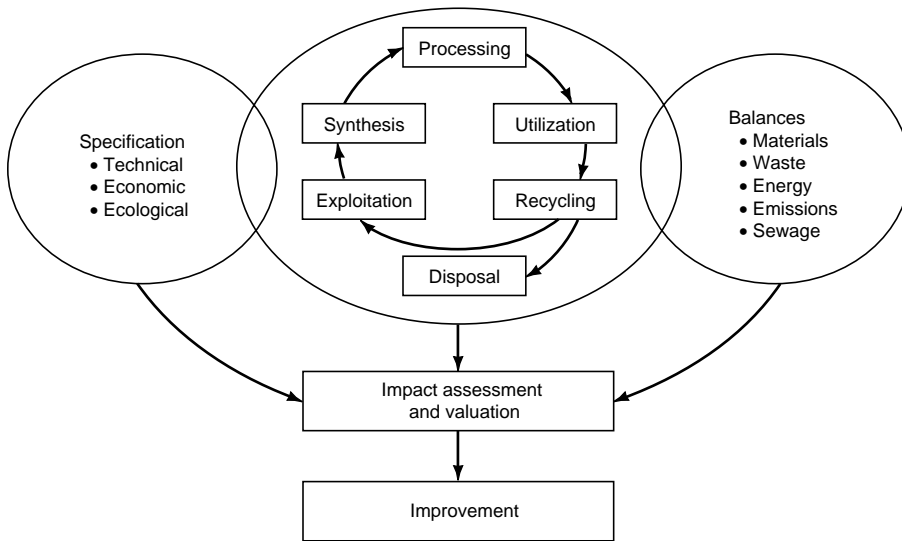 Processing
Synthesis
Utilization
Exploitation
Recycling
Disposal
Specification
• Technical
• Economic
• Ecological
Balances
• Materials
• Waste
• Energy
• Emissions
• Sewage
Impact assessment
and valuation
Improvement